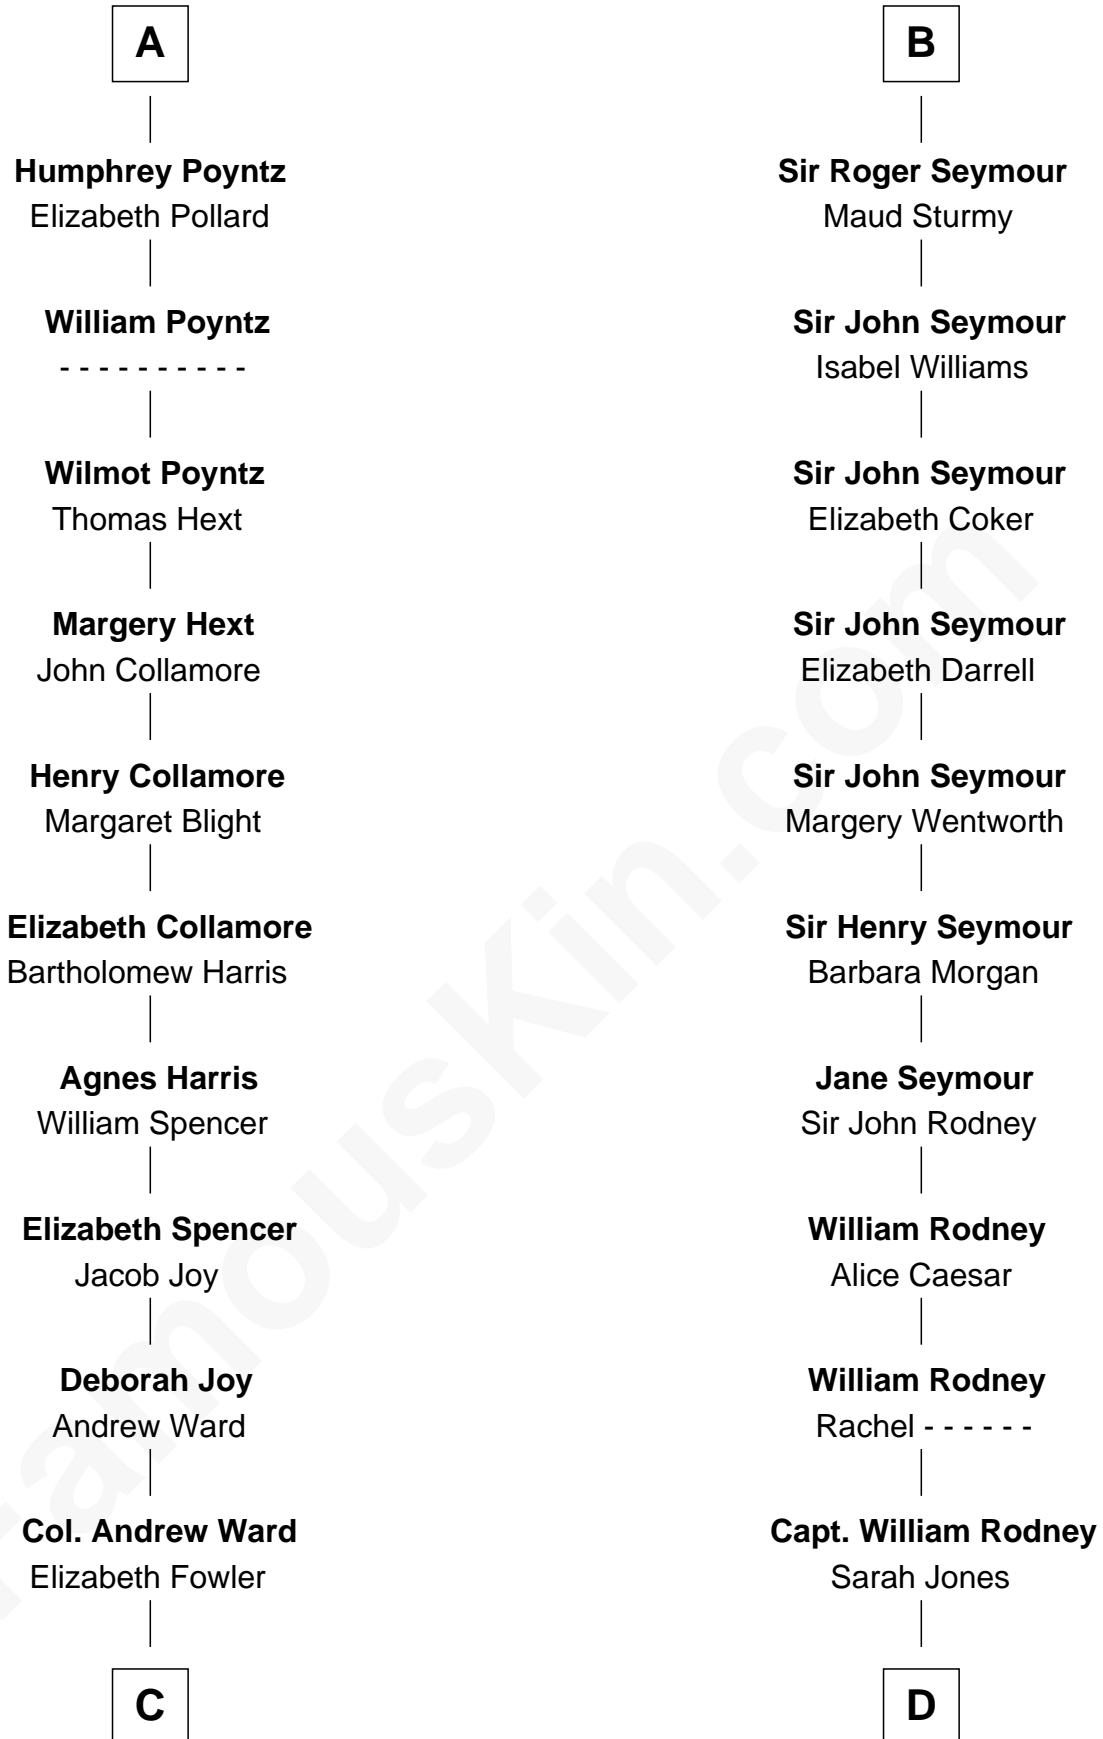 A
Humphrey Poyntz
Elizabeth Pollard
William Poyntz
- - - - - - - - - -
Wilmot Poyntz
Thomas Hext
Margery Hext
John Collamore
Henry Collamore
Margaret Blight
Elizabeth Collamore
Bartholomew Harris
Agnes Harris
William Spencer
Elizabeth Spencer
Jacob Joy
Deborah Joy
Andrew Ward
Col. Andrew Ward
Elizabeth Fowler
C
B
Sir Roger Seymour
Maud Sturmy
Sir John Seymour
Isabel Williams
Sir John Seymour
Elizabeth Coker
Sir John Seymour
Elizabeth Darrell
Sir John Seymour
Margery Wentworth
Sir Henry Seymour
Barbara Morgan
Jane Seymour
Sir John Rodney
William Rodney
Alice Caesar
William Rodney
Rachel - - - - - -
Capt. William Rodney
Sarah Jones
D
FamousKin.com